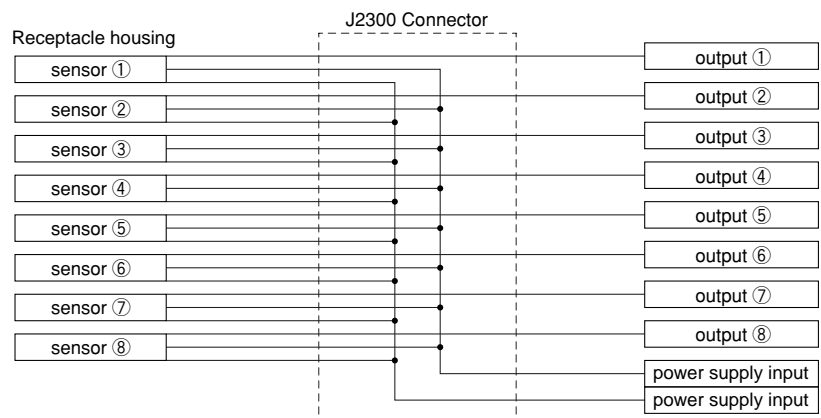 J2300 Connector
Receptacle housing
sensor ①
sensor ②
sensor ③
sensor ④
sensor ⑤
sensor ⑥
sensor ⑦
sensor ⑧
output ①
output ②
output ③
output ④
output ⑤
output ⑥
output ⑦
output ⑧
power supply input
power supply input